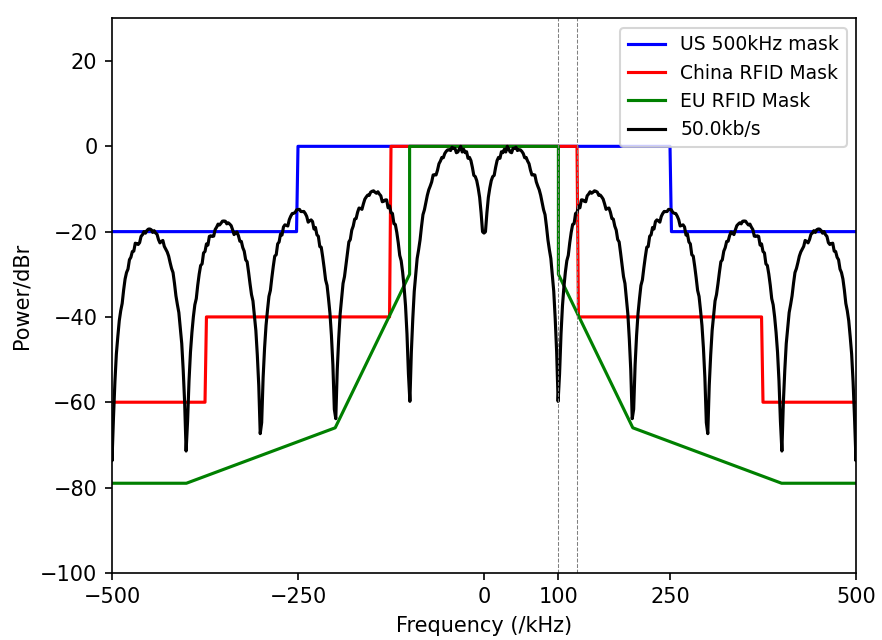 US 500kHz mask
China RFID Mask
EU RFID Mask
50.0kb/s
Power/dBr
20
0
−20
−40
−60
−80
−100
−500
−250
0
100
250
500
Frequency (/kHz)